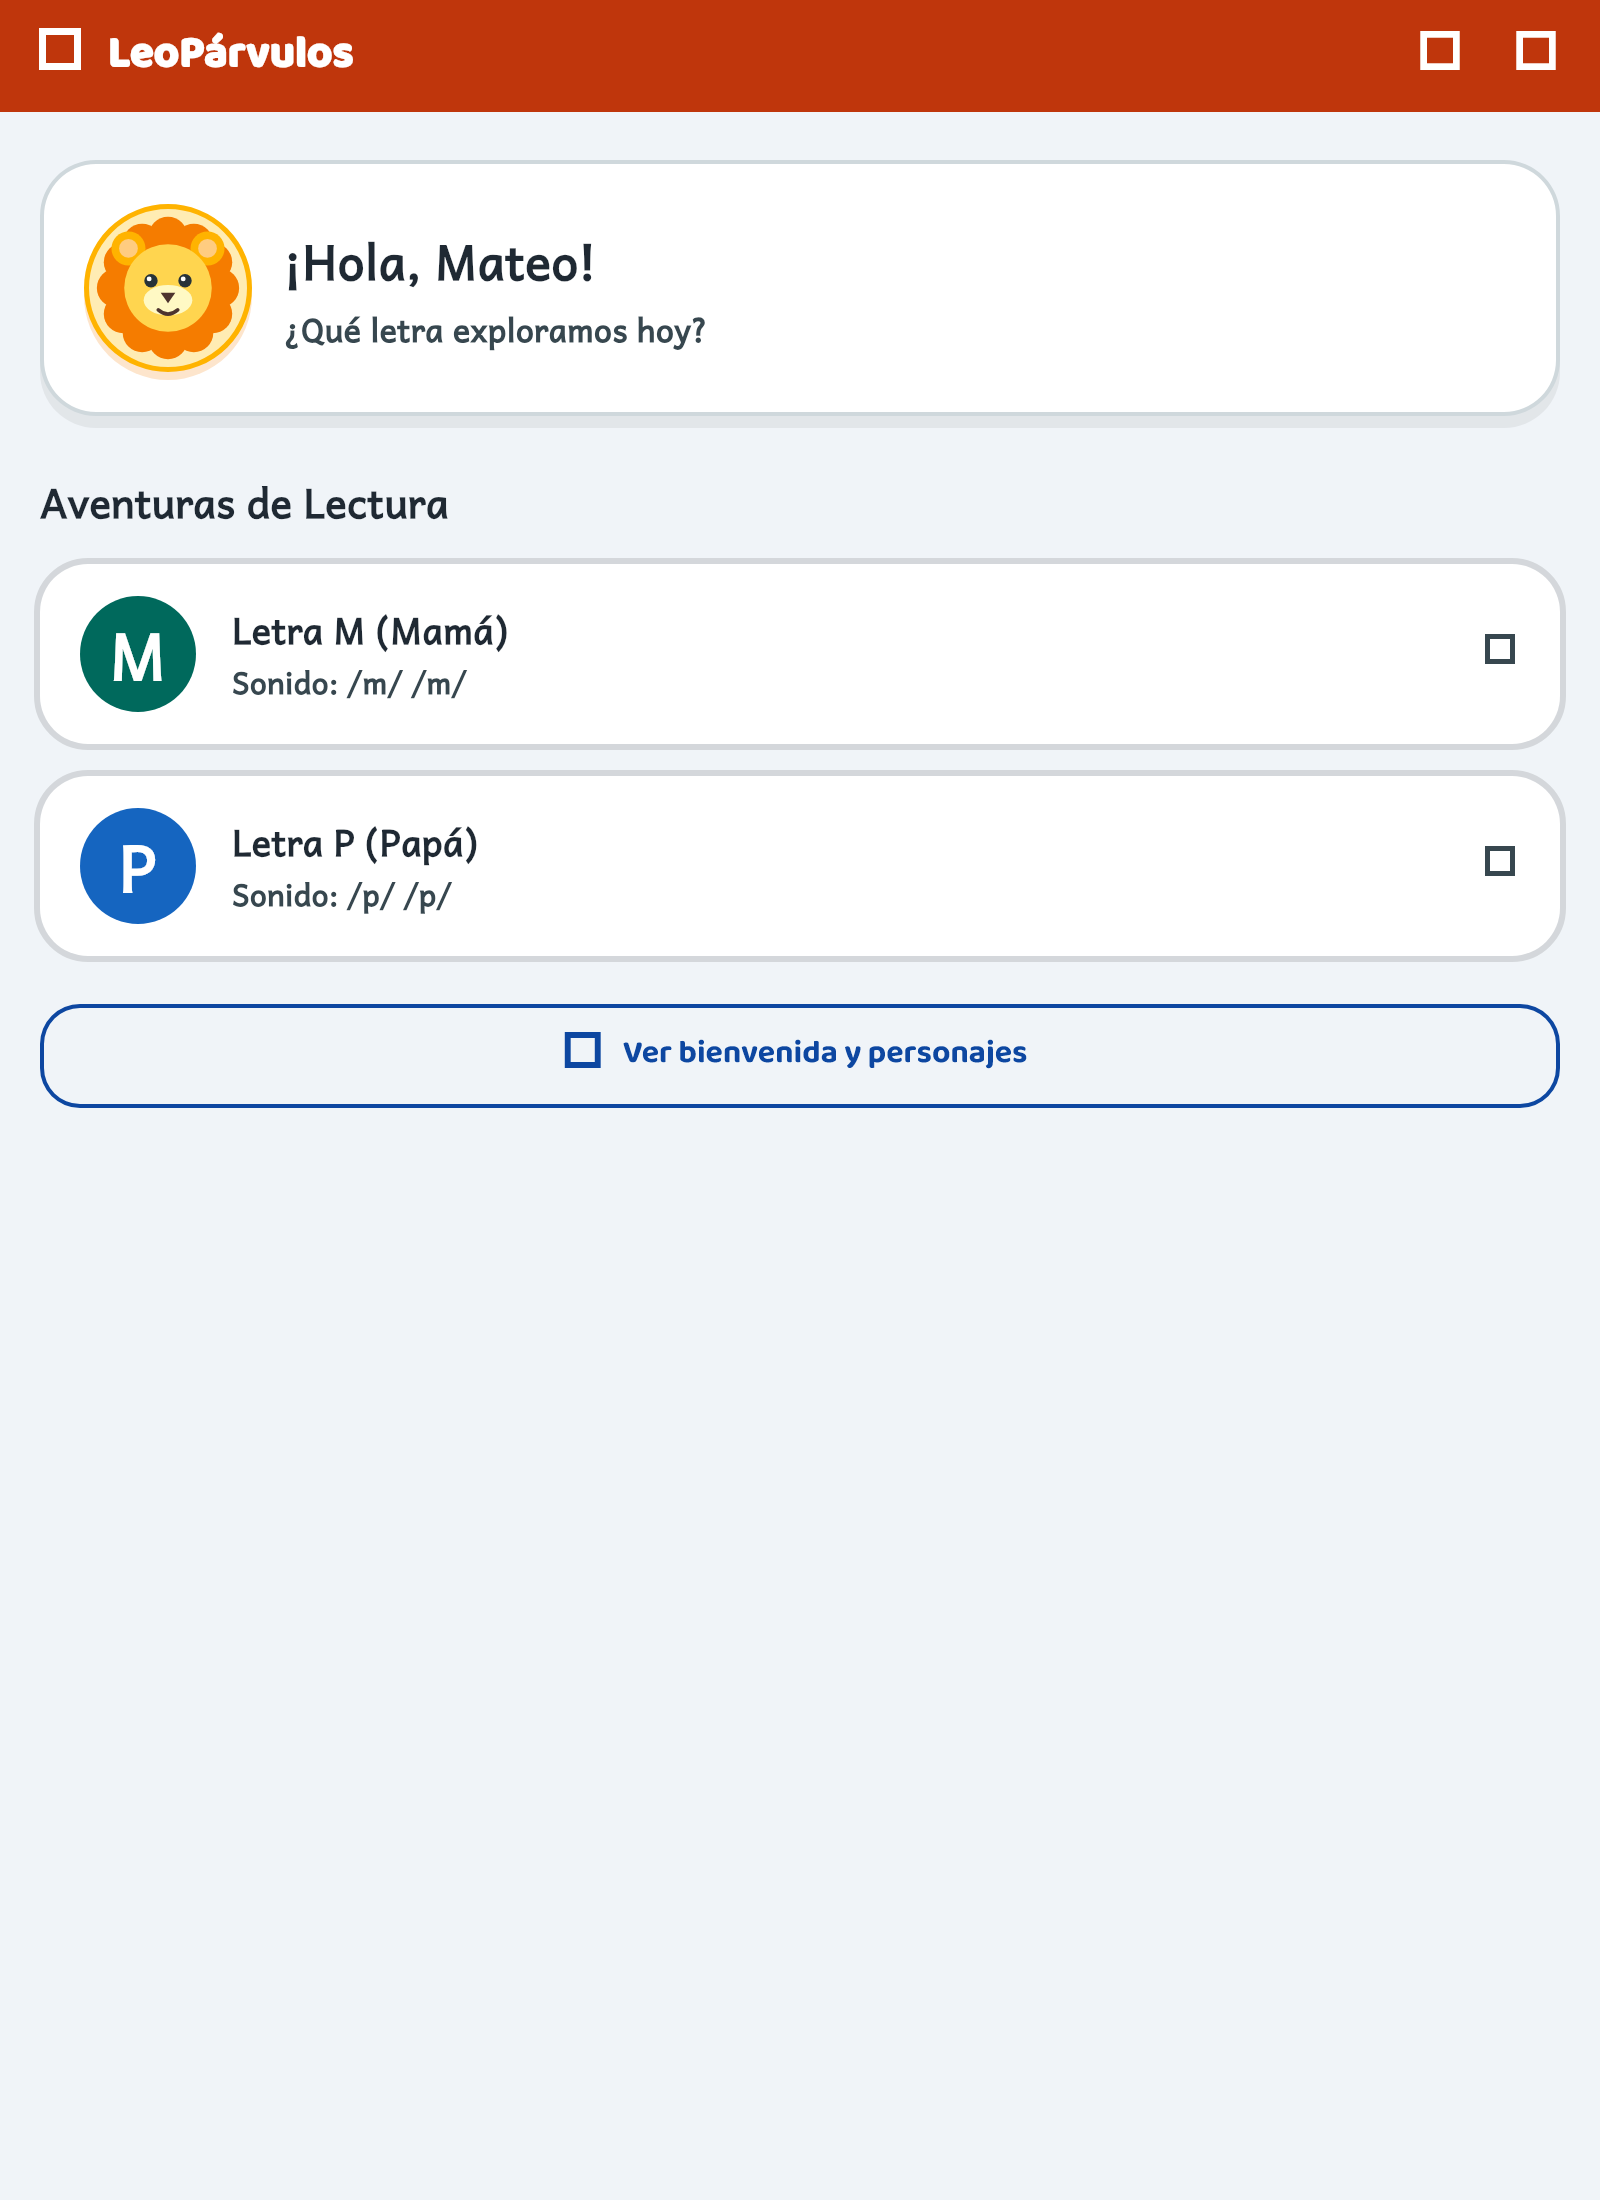 LeoPárvulos
¡Hola, Mateo!
¿Qué letra exploramos hoy?
Aventuras de Lectura
M
Letra M (Mamá)
Sonido: /m/ /m/
P
Letra P (Papá)
Sonido: /p/ /p/
Ver bienvenida y personajes